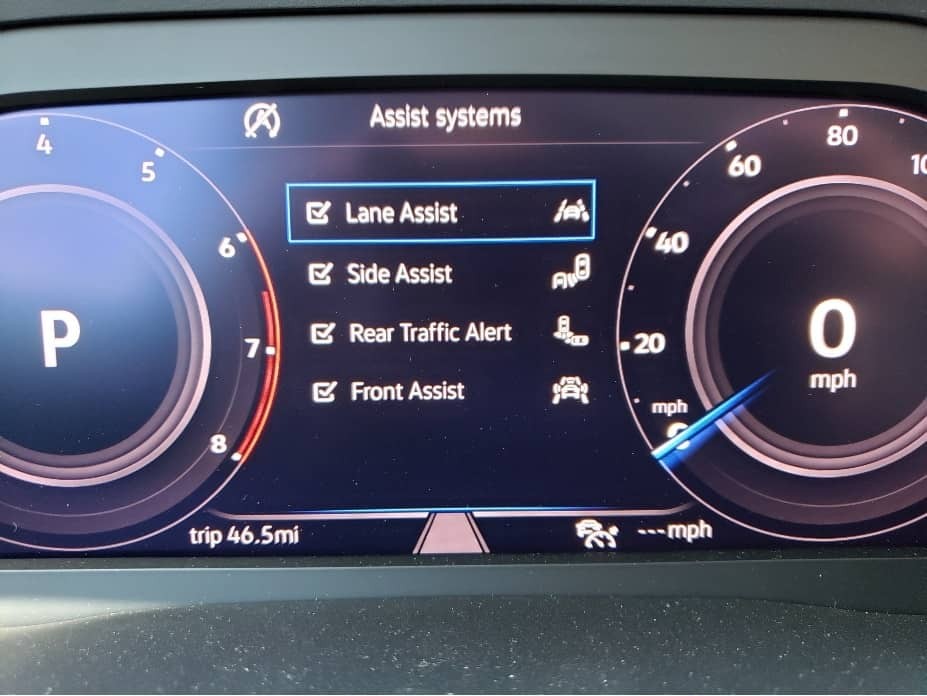 Assist systems
4
5
6
7
8
P
Lane Assist
Side Assist
Rear Traffic Alert
Front Assist
80
60
40
20
mph
0
mph
trip 46.5mi
---mph